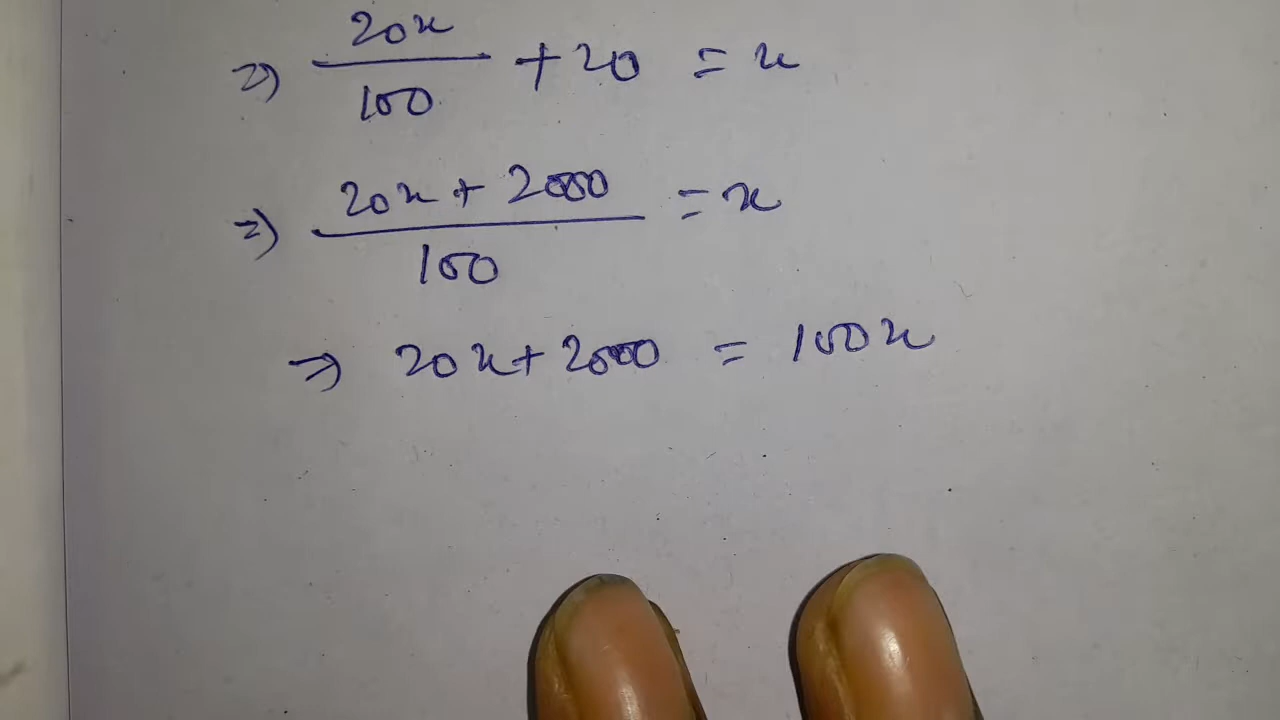 ⇒ 20x/100 + 20 = x
⇒ (20x + 2000)/100 = x
⇒ 20x + 2000 = 100x